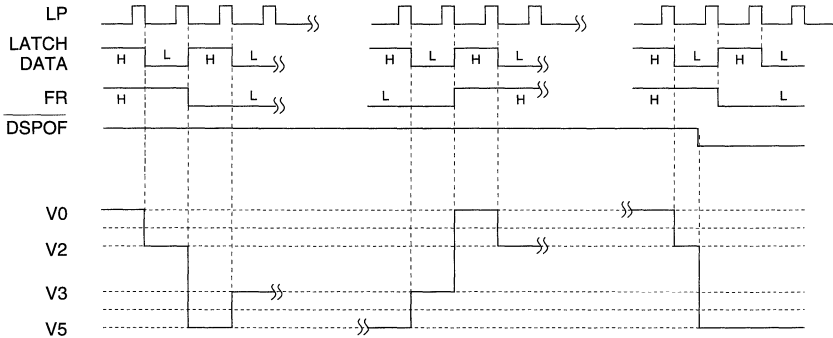 LP
LATCH
DATA
H L H L H L H L H L H L
FR
H L L H H L
DSPOF
V0
V2
V3
V5